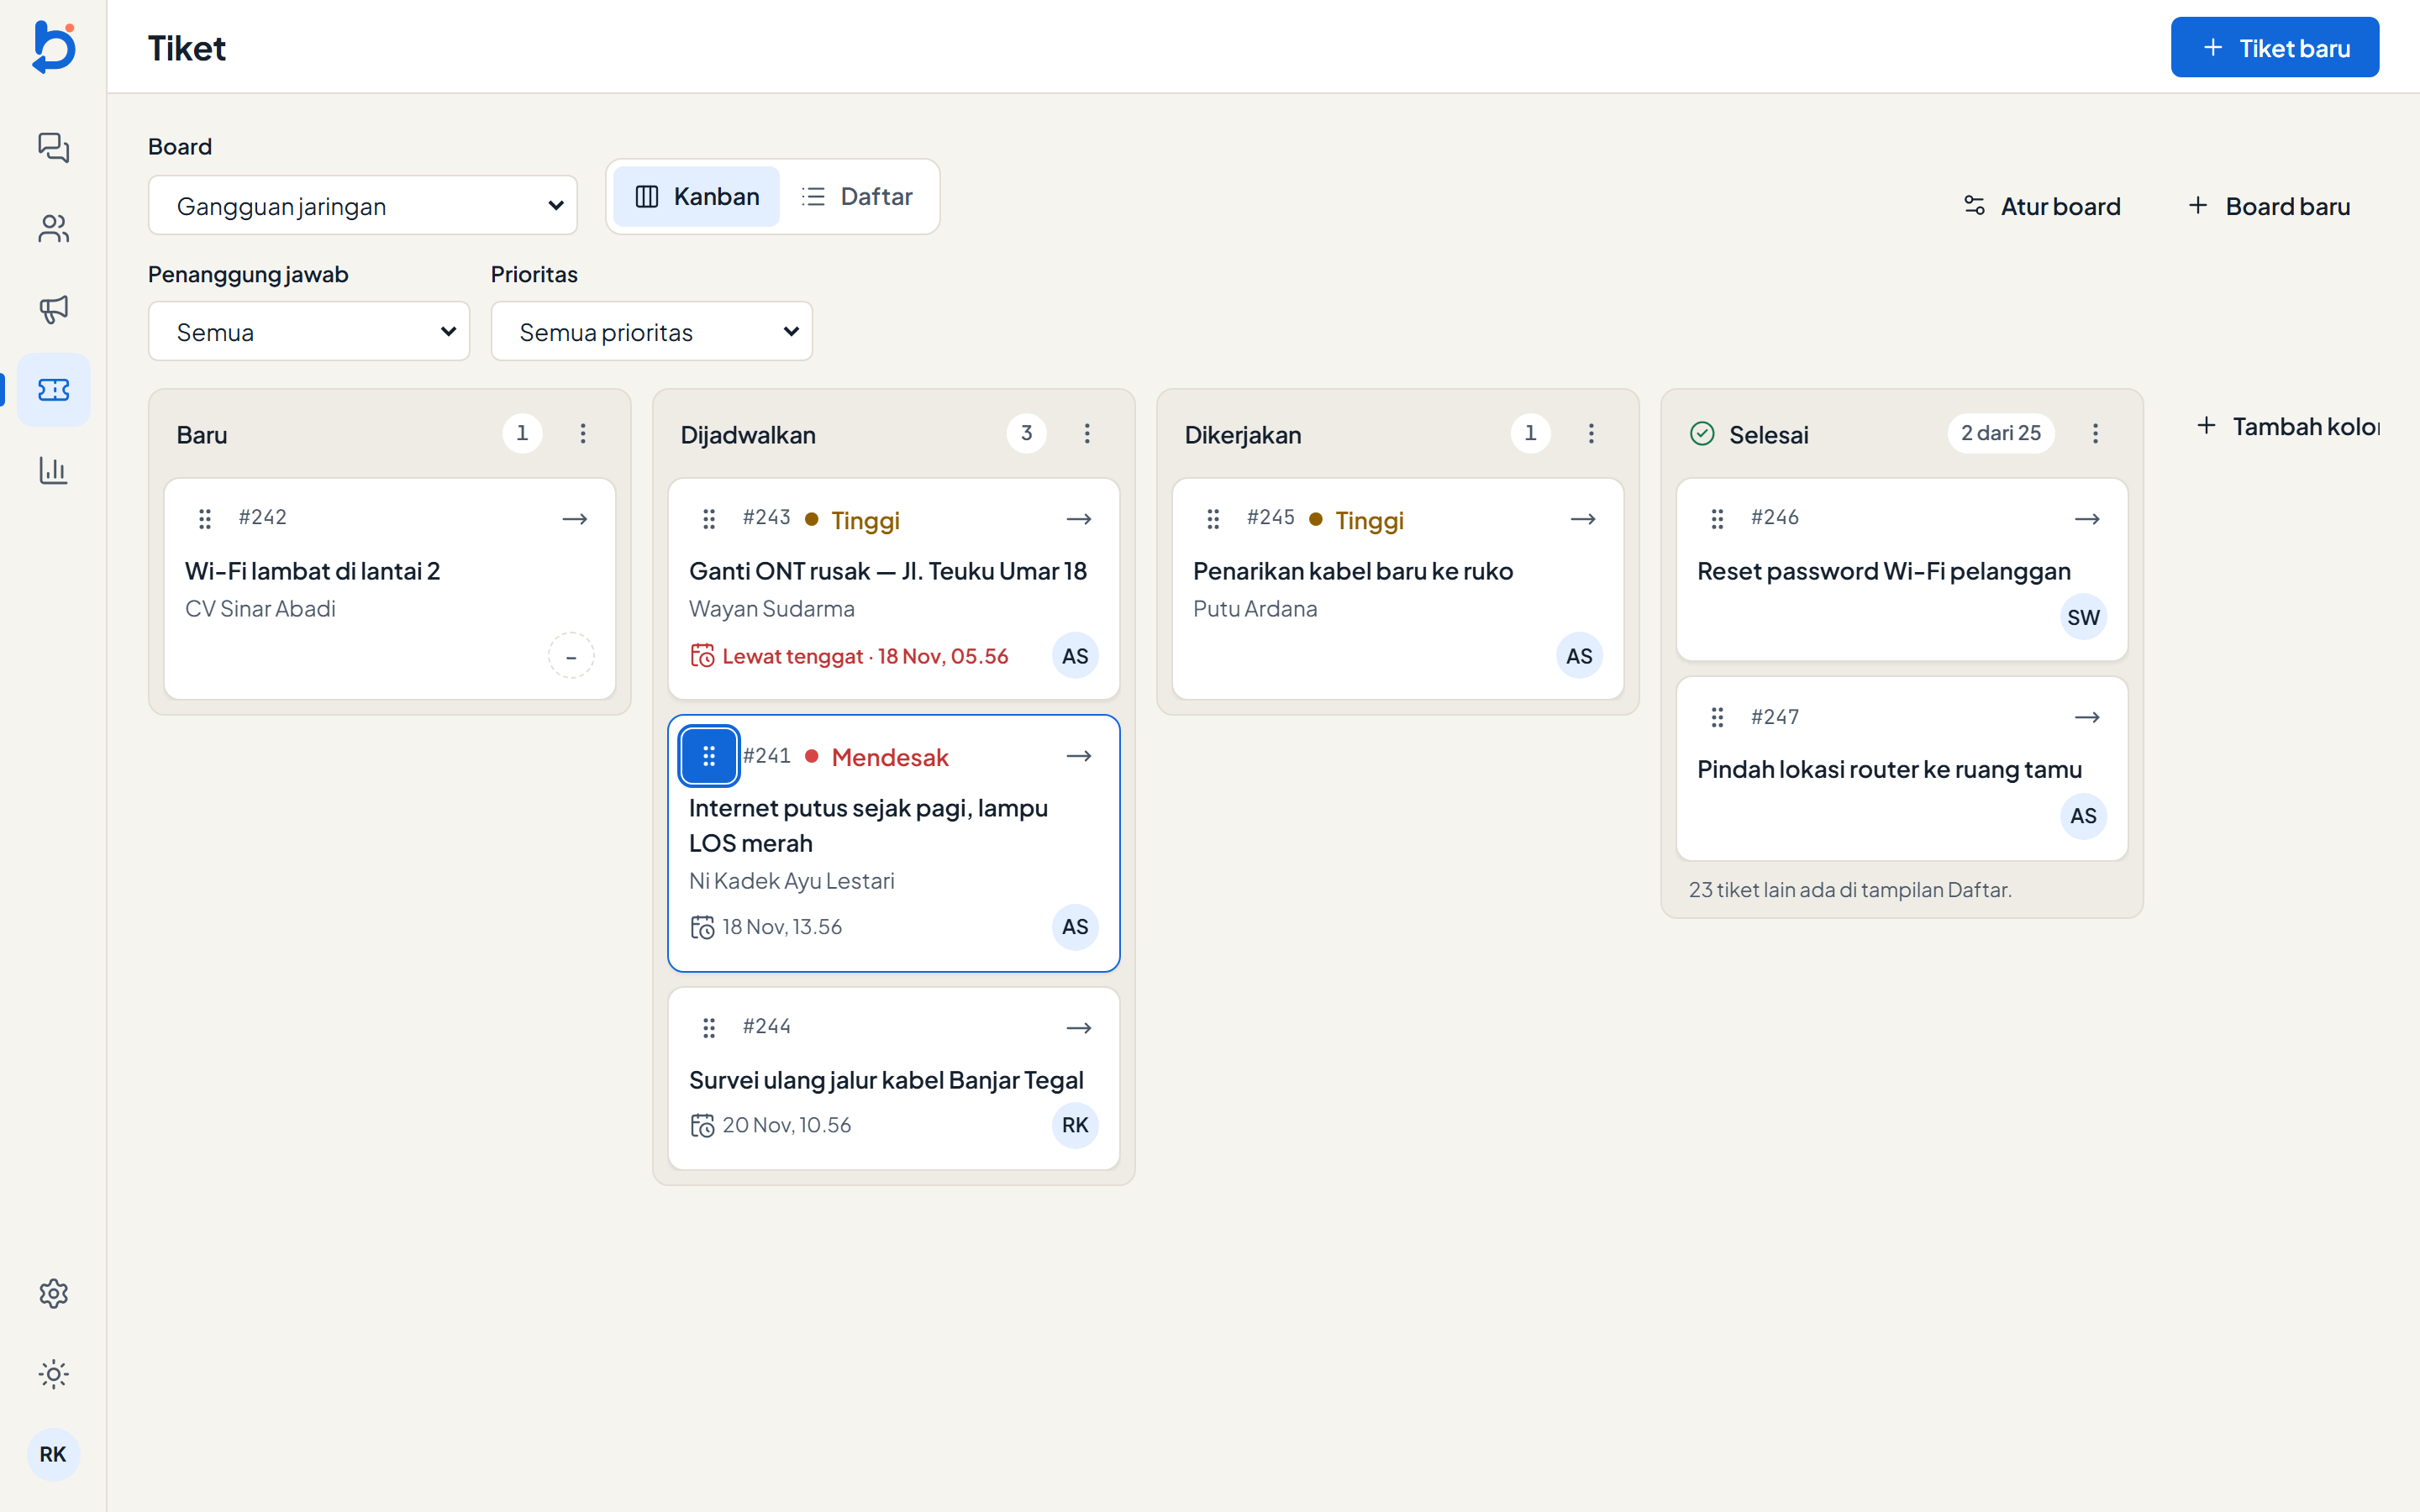 Tiket
Tiket baru
Board
Gangguan jaringan
Kanban
Daftar
Atur board
Board baru
Penanggung jawab
Prioritas
Semua
Semua prioritas
Baru
1
#242
Wi-Fi lambat di lantai 2
CV Sinar Abadi
-
Dijadwalkan
3
#243
Tinggi
Ganti ONT rusak — Jl. Teuku Umar 18
Wayan Sudarma
Lewat tenggat · 18 Nov, 05.56
AS
#241
Mendesak
Internet putus sejak pagi, lampu
LOS merah
Ni Kadek Ayu Lestari
18 Nov, 13.56
AS
#244
Survei ulang jalur kabel Banjar Tegal
20 Nov, 10.56
RK
Dikerjakan
1
#245
Tinggi
Penarikan kabel baru ke ruko
Putu Ardana
AS
Selesai
2 dari 25
#246
Reset password Wi-Fi pelanggan
SW
#247
Pindah lokasi router ke ruang tamu
AS
23 tiket lain ada di tampilan Daftar.
Tambah
RK